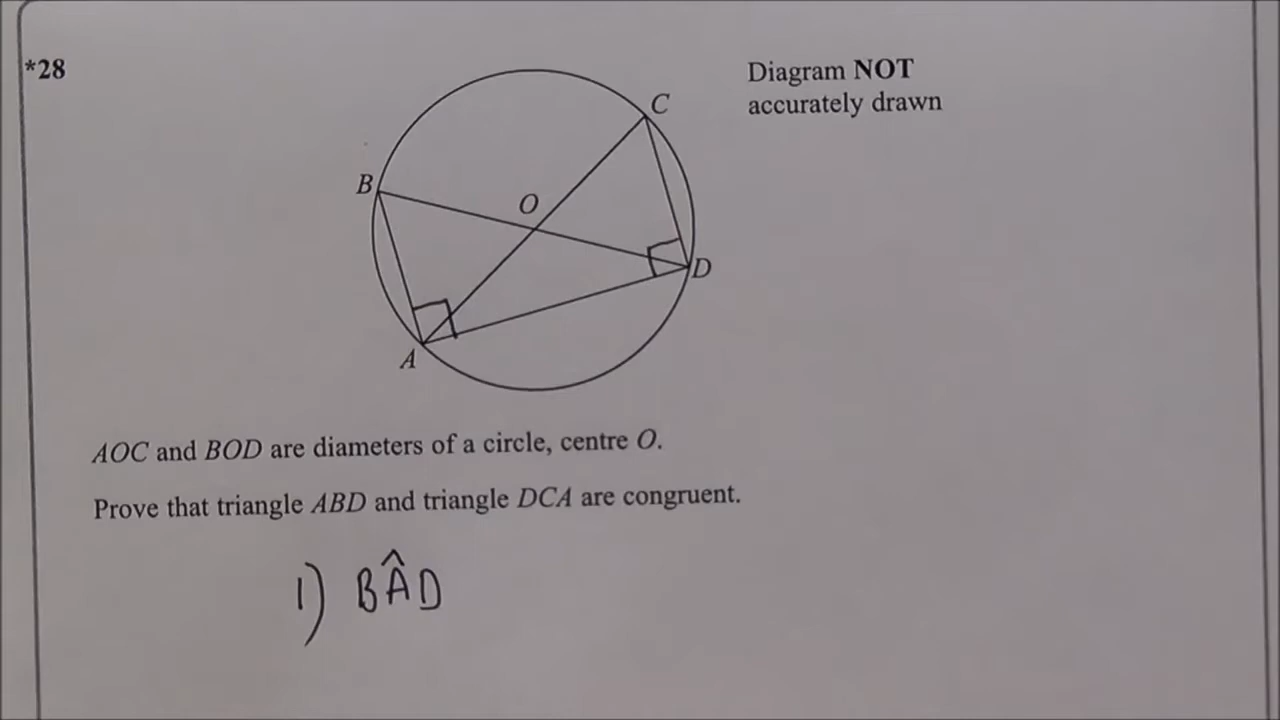 *28
Diagram NOT
accurately drawn
C
B
O
D
A
AOC and BOD are diameters of a circle, centre O.
Prove that triangle ABD and triangle DCA are congruent.
1) BÂD